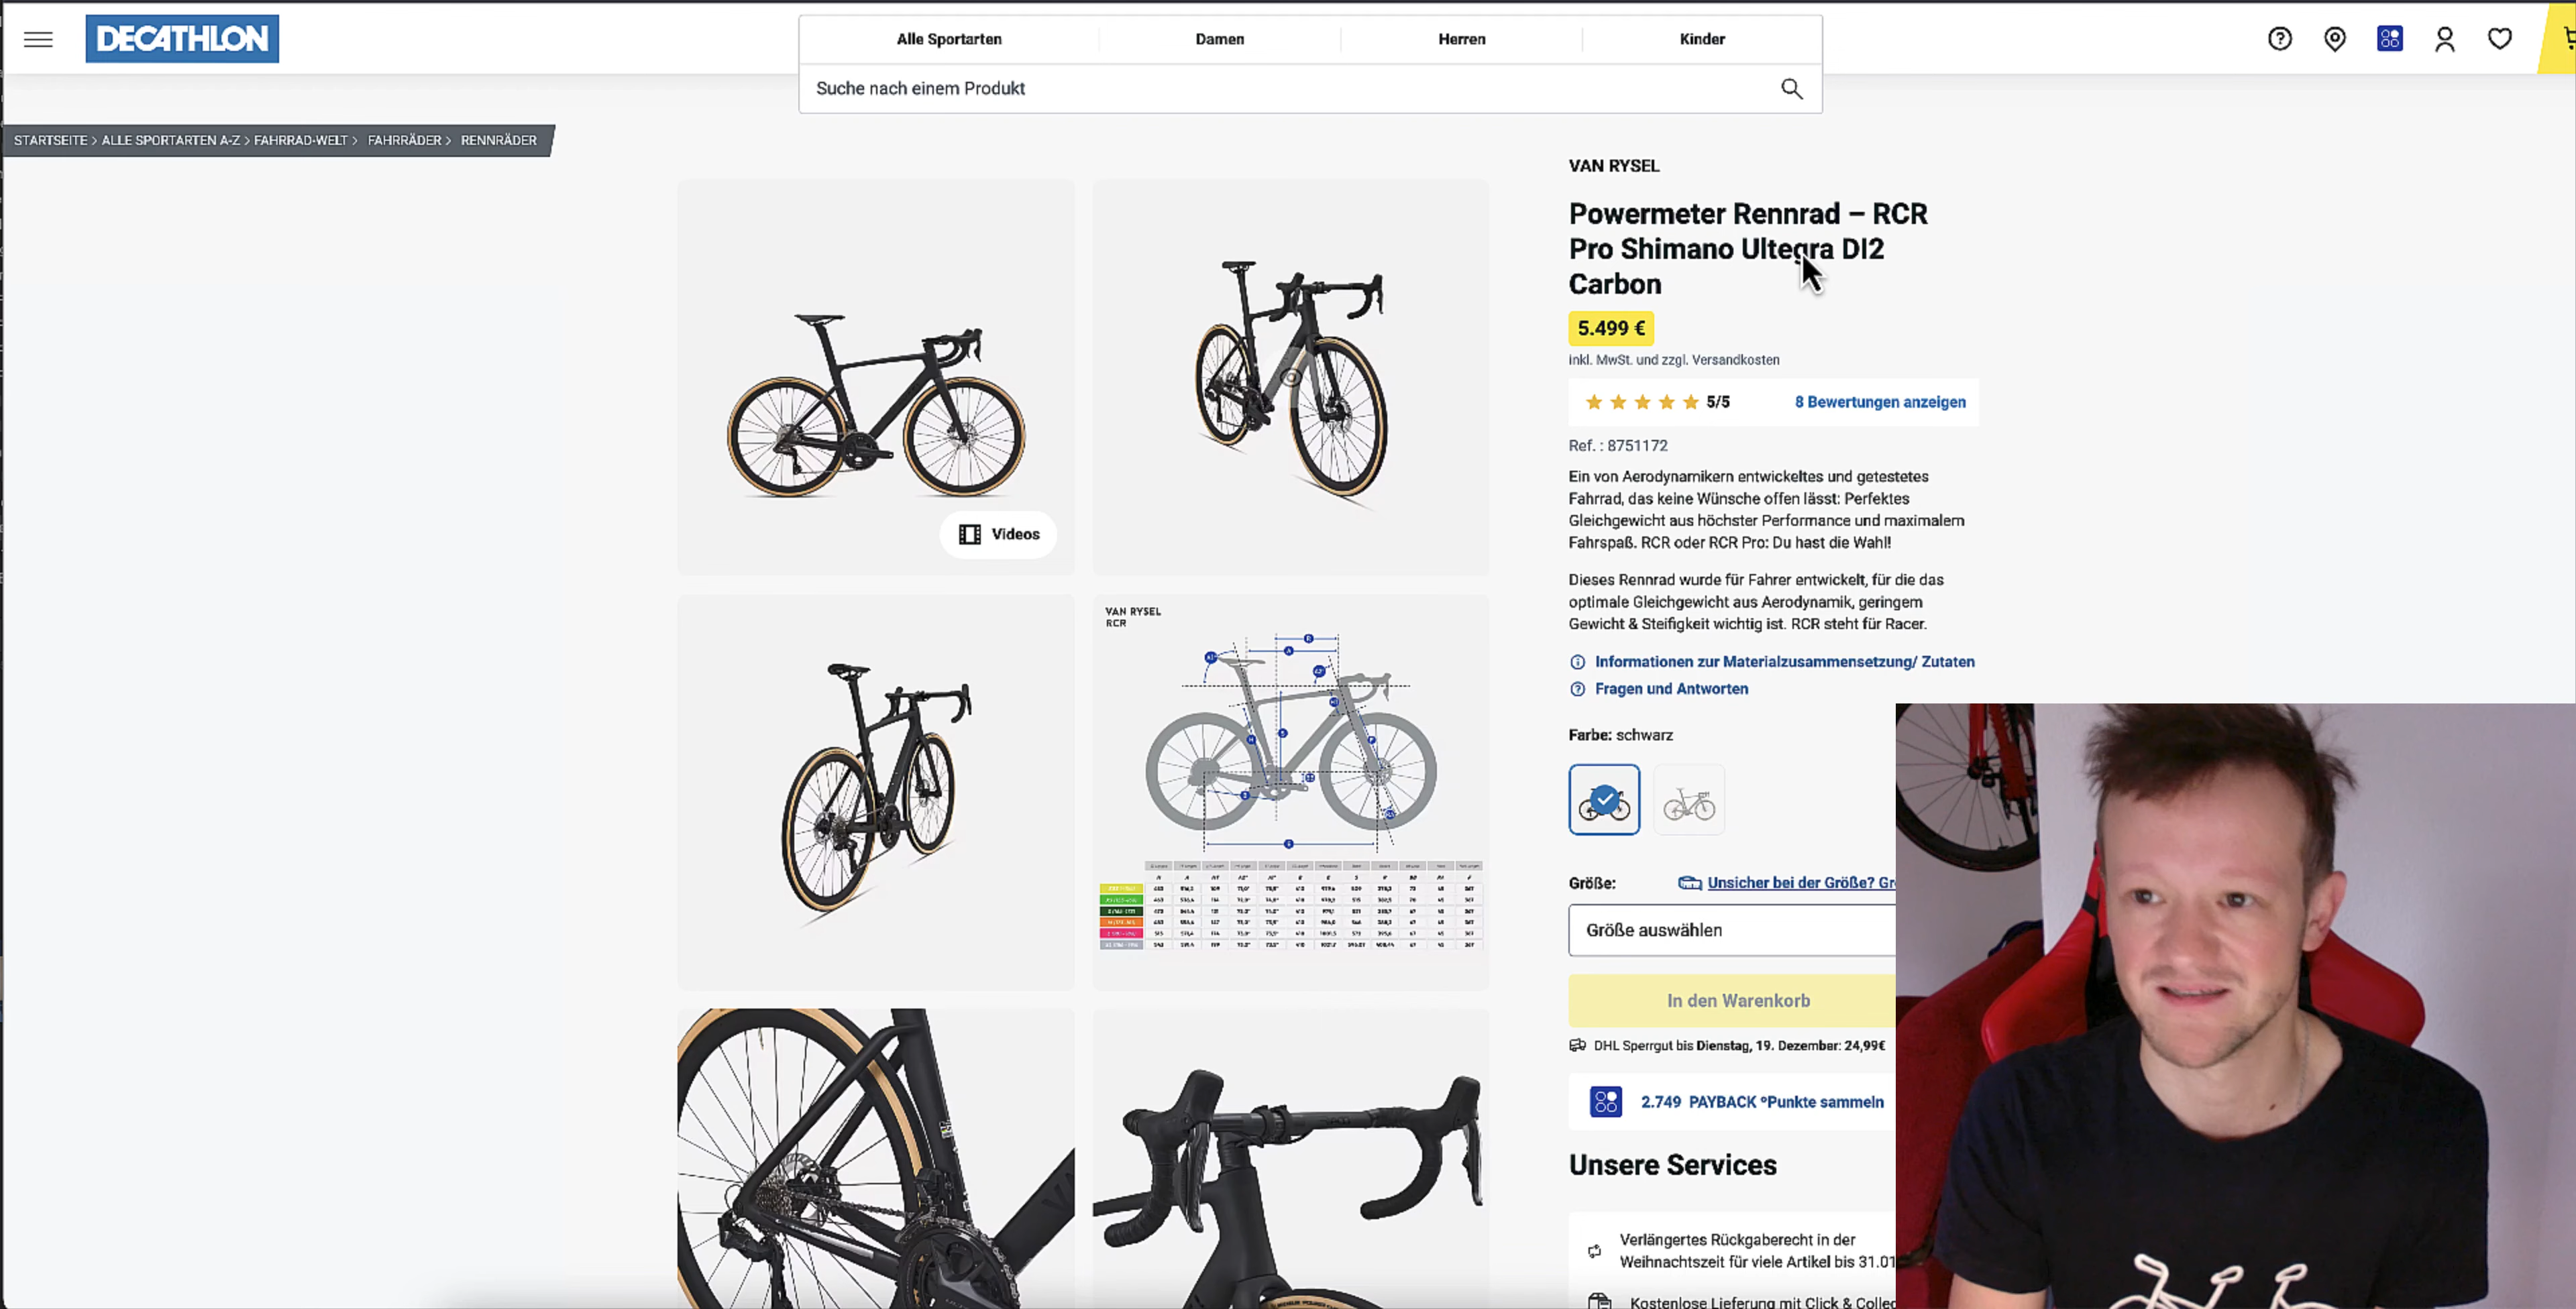 DECATHLON
Alle Sportarten
Damen
Herren
Kinder
Suche nach einem Produkt
STARTSEITE > ALLE SPORTARTEN A-Z > FAHRRAD-WELT > FAHRRÄDER > RENNRÄDER
VAN RYSEL
Powermeter Rennrad – RCR
Pro Shimano Ultegra DI2
Carbon
5.499 €
inkl. MwSt. und zzgl. Versandkosten
5/5
8 Bewertungen anzeigen
Ref. : 8751172
Ein von Aerodynamikern entwickeltes und getestetes
Fahrrad, das keine Wünsche offen lässt: Perfektes
Gleichgewicht aus höchster Performance und maximalem
Fahrspaß. RCR oder RCR Pro: Du hast die Wahl!
Dieses Rennrad wurde für Fahrer entwickelt, für die das
optimale Gleichgewicht aus Aerodynamik, geringem
Gewicht & Steifigkeit wichtig ist. RCR steht für Racer.
Informationen zur Materialzusammensetzung/ Zutaten
Fragen und Antworten
Farbe: schwarz
Größe:
Unsicher bei der Größe? Gr
Größe auswählen
In den Warenkorb
DHL Sperrgut bis Dienstag, 19. Dezember: 24,99€
2.749 PAYBACK °Punkte sammeln
Unsere Services
Verlängertes Rückgaberecht in der
Weihnachtszeit für viele Artikel bis 31.01
Kostenlose Lieferung mit Click & Collec
Videos
VAN RYSEL
RCR